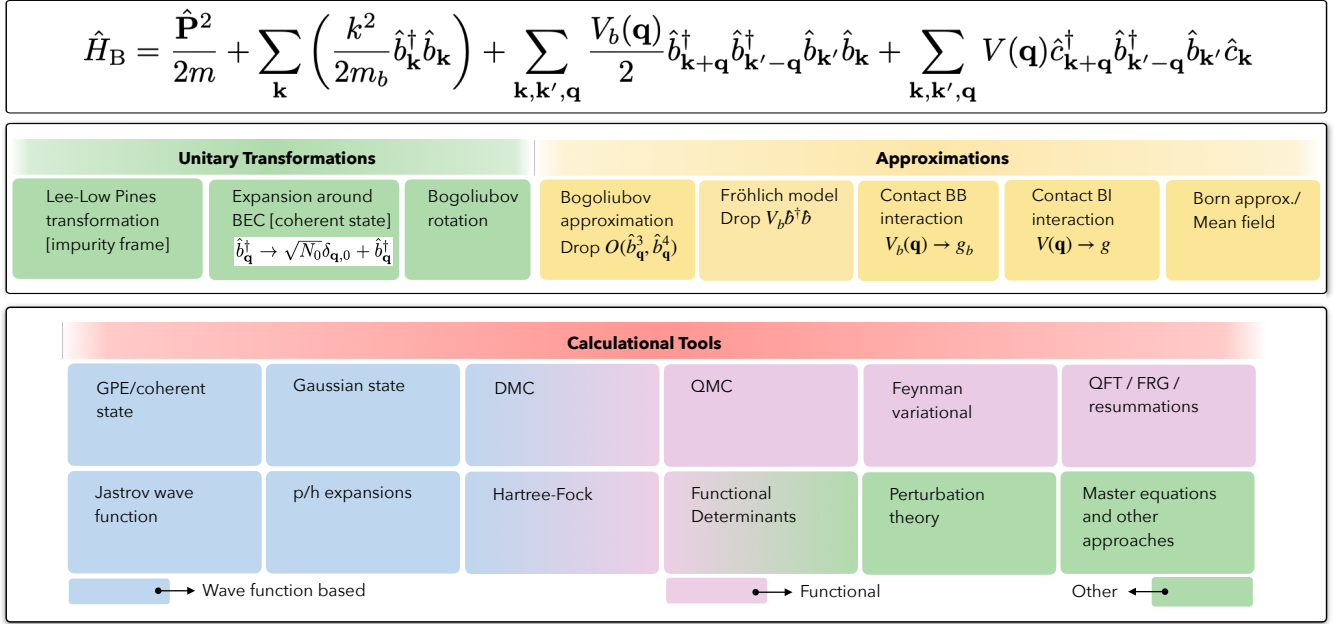 Ĥ_B = P̂²/2m + ∑_k (k²/2m_b b̂†_k b̂_k) + ∑_{k,k′,q} V_b(q)/2 b̂†_{k+q} b̂†_{k′−q} b̂_{k′} b̂_k + ∑_{k,k′,q} V(q) ĉ†_{k+q} b̂†_{k′−q} b̂_{k′} ĉ_k
Unitary Transformations
Approximations
Lee-Low Pines
transformation
[impurity frame]
Expansion around
BEC [coherent state]
b̂†_q → √N₀ δ_{q,0} + b̂†_q
Bogoliubov
rotation
Bogoliubov
approximation
Drop O(b̂³_q, b̂⁴_q)
Fröhlich model
Drop V_b b̂†b̂
Contact BB
interaction
V_b(q) → g_b
Contact BI
interaction
V(q) → g
Born approx./
Mean field
Calculational Tools
GPE/coherent
state
Gaussian state
DMC
QMC
Feynman
variational
QFT / FRG /
resummations
Jastrov wave
function
p/h expansions
Hartree-Fock
Functional
Determinants
Perturbation
theory
Master equations
and other
approaches
Wave function based
Functional
Other